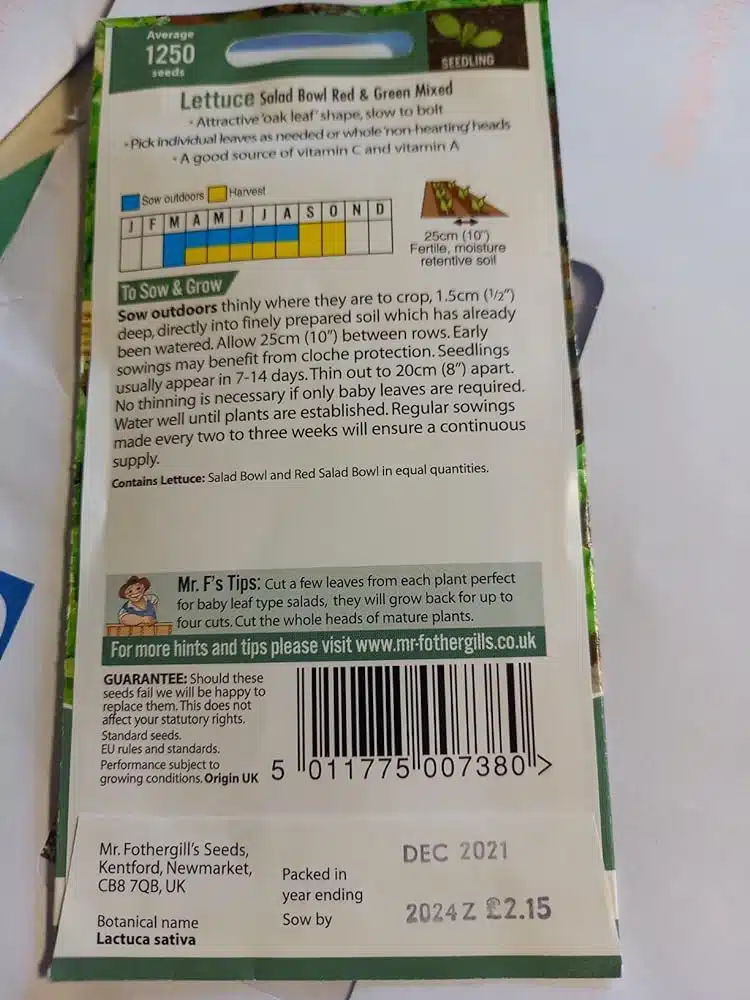 Average
1250
seeds
SEEDLING
Lettuce Salad Bowl Red & Green Mixed
• Attractive 'oak leaf' shape, slow to bolt
• Pick individual leaves as needed or whole 'non-hearting' heads
• A good source of vitamin C and vitamin A
Sow outdoors Harvest
J F M A M J J A S O N D
25cm (10")
Fertile, moisture
retentive soil
To Sow & Grow
Sow outdoors thinly where they are to crop, 1.5cm (1/2")
deep, directly into finely prepared soil which has already
been watered. Allow 25cm (10") between rows. Early
sowings may benefit from cloche protection. Seedlings
usually appear in 7-14 days. Thin out to 20cm (8") apart.
No thinning is necessary if only baby leaves are required.
Water well until plants are established. Regular sowings
made every two to three weeks will ensure a continuous
supply.
Contains Lettuce: Salad Bowl and Red Salad Bowl in equal quantities.
Mr. F's Tips: Cut a few leaves from each plant perfect
for baby leaf type salads, they will grow back for up to
four cuts. Cut the whole heads of mature plants.
For more hints and tips please visit www.mr-fothergills.co.uk
GUARANTEE: Should these
seeds fail we will be happy to
replace them. This does not
affect your statutory rights.
Standard seeds.
EU rules and standards.
Performance subject to
growing conditions. Origin UK
5 011775 007380 >
Mr. Fothergill's Seeds,
Kentford, Newmarket,
CB8 7QB, UK
Botanical name
Lactuca sativa
Packed in
year ending
DEC 2021
Sow by
2024 Z £2.15